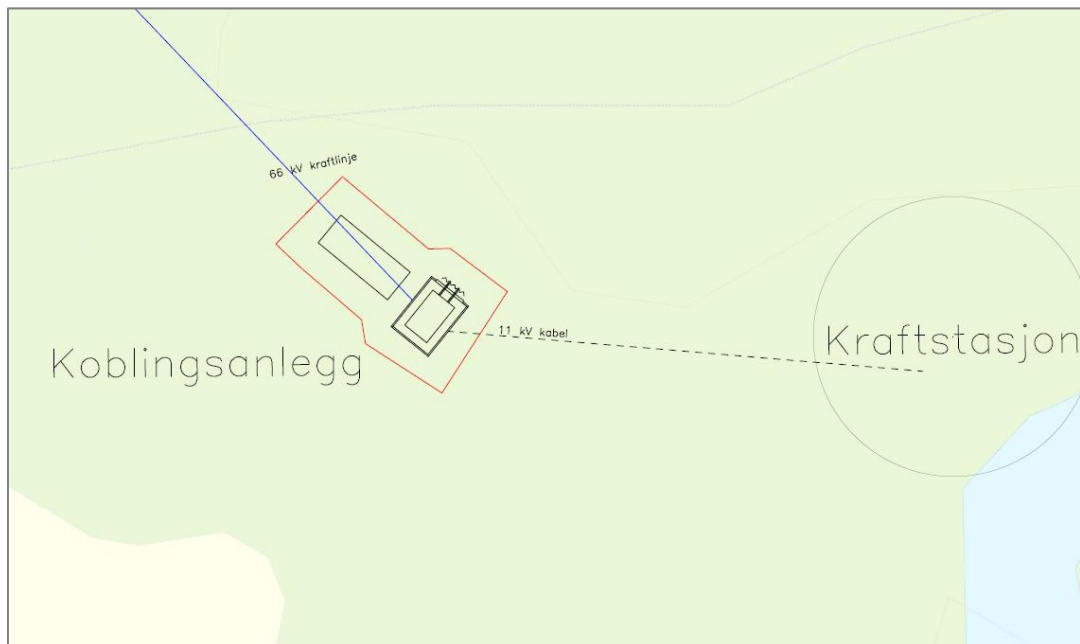 66 kV kraftlinje
11 kV kabel
Kraftstasjon
Koblingsanlegg